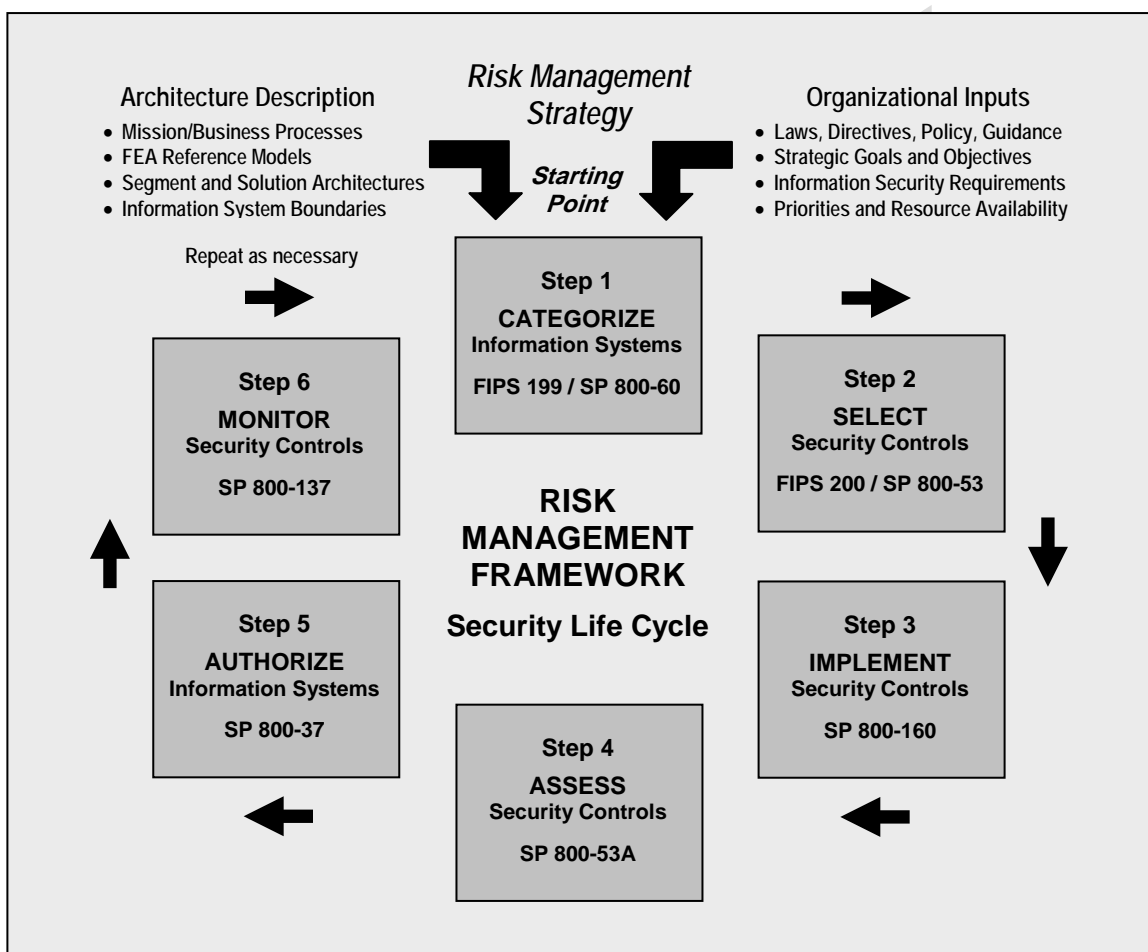 Risk Management
Strategy
Architecture Description
• Mission/Business Processes
• FEA Reference Models
• Segment and Solution Architectures
• Information System Boundaries
Organizational Inputs
• Laws, Directives, Policy, Guidance
• Strategic Goals and Objectives
• Information Security Requirements
• Priorities and Resource Availability
Starting
Point
Repeat as necessary
Step 1
CATEGORIZE
Information Systems
FIPS 199 / SP 800-60
Step 2
SELECT
Security Controls
FIPS 200 / SP 800-53
Step 3
IMPLEMENT
Security Controls
SP 800-160
Step 4
ASSESS
Security Controls
SP 800-53A
Step 5
AUTHORIZE
Information Systems
SP 800-37
Step 6
MONITOR
Security Controls
SP 800-137
RISK
MANAGEMENT
FRAMEWORK
Security Life Cycle